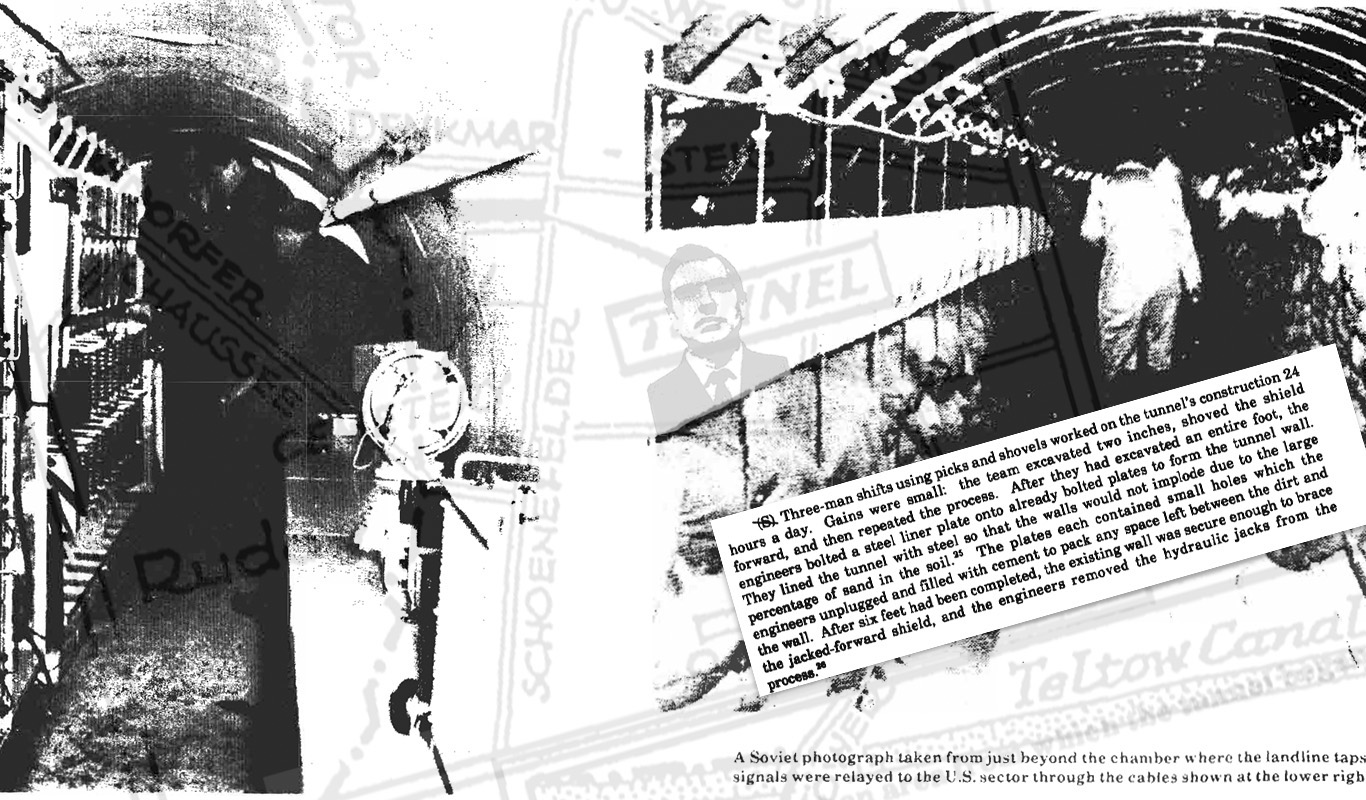 DENKMAR
STEIG
ORFER
HAUSSEE
TUNNEL
SCHOENEFELDER
Rud
Teltow Canal
(S) Three-man shifts using picks and shovels worked on the tunnel's construction 24
hours a day. Gains were small: the team excavated two inches, shoved the shield
forward, and then repeated the process. After they had excavated an entire foot, the
engineers bolted a steel liner plate onto already bolted plates to form the tunnel wall.
They lined the tunnel with steel so that the walls would not implode due to the large
percentage of sand in the soil.25 The plates each contained small holes which the
engineers unplugged and filled with cement to pack any space left between the dirt and
the wall. After six feet had been completed, the existing wall was secure enough to brace
the jacked-forward shield, and the engineers removed the hydraulic jacks from the
process.26
A Soviet photograph taken from just beyond the chamber where the landline taps
signals were relayed to the U.S. sector through the cables shown at the lower righ